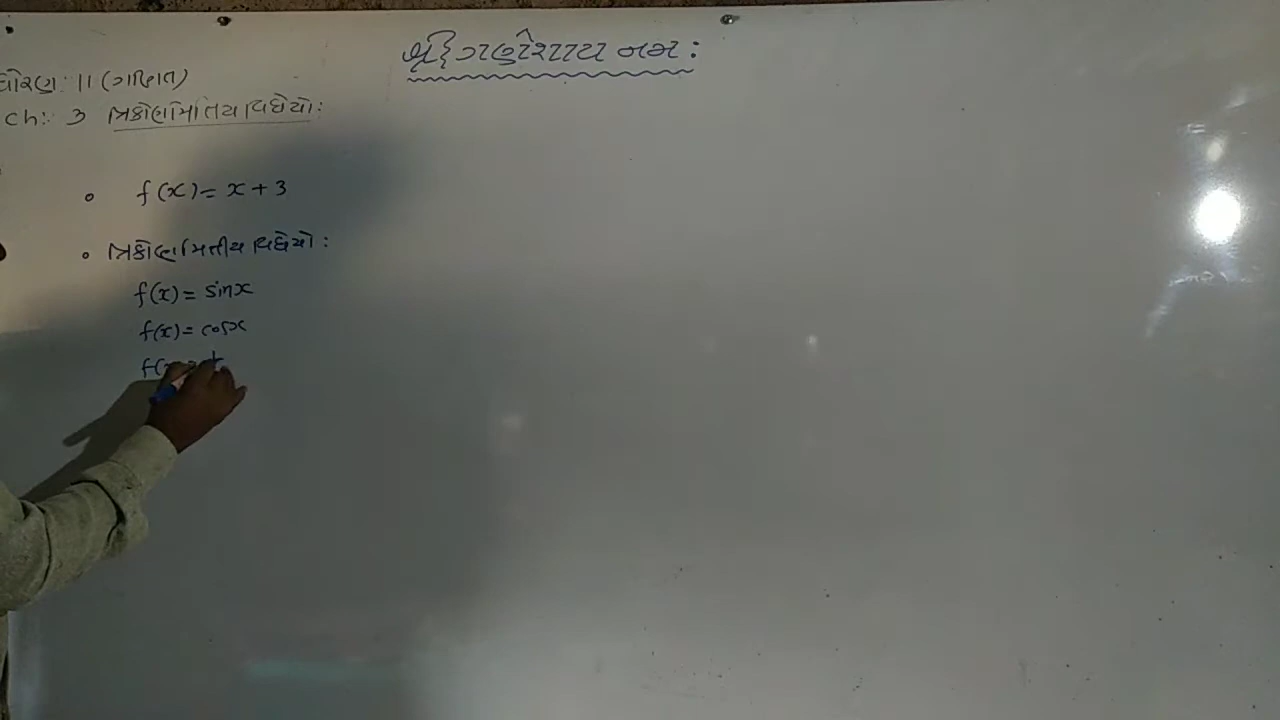 શ્રી ગણેશાય નમઃ
ધોરણ : 11 (ગણિત)
Ch:- 3 ત્રિકોણમિતિય વિધેયો:
f(x) = x + 3
ત્રિકોણમિતીય વિધેયો :
f(x) = sinx
f(x) = cosx
f(x) = t